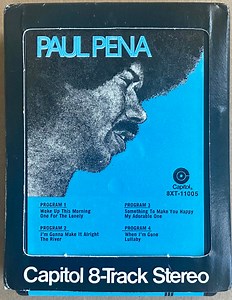 PAUL PENA
Capitol®
8XT-11005
PROGRAM 1
Wake Up This Morning
One For The Lonely
PROGRAM 2
I'm Gonna Make It Alright
The River
PROGRAM 3
Something To Make You Happy
My Adorable One
PROGRAM 4
When I'm Gone
Lullaby
Capitol 8-Track Stereo